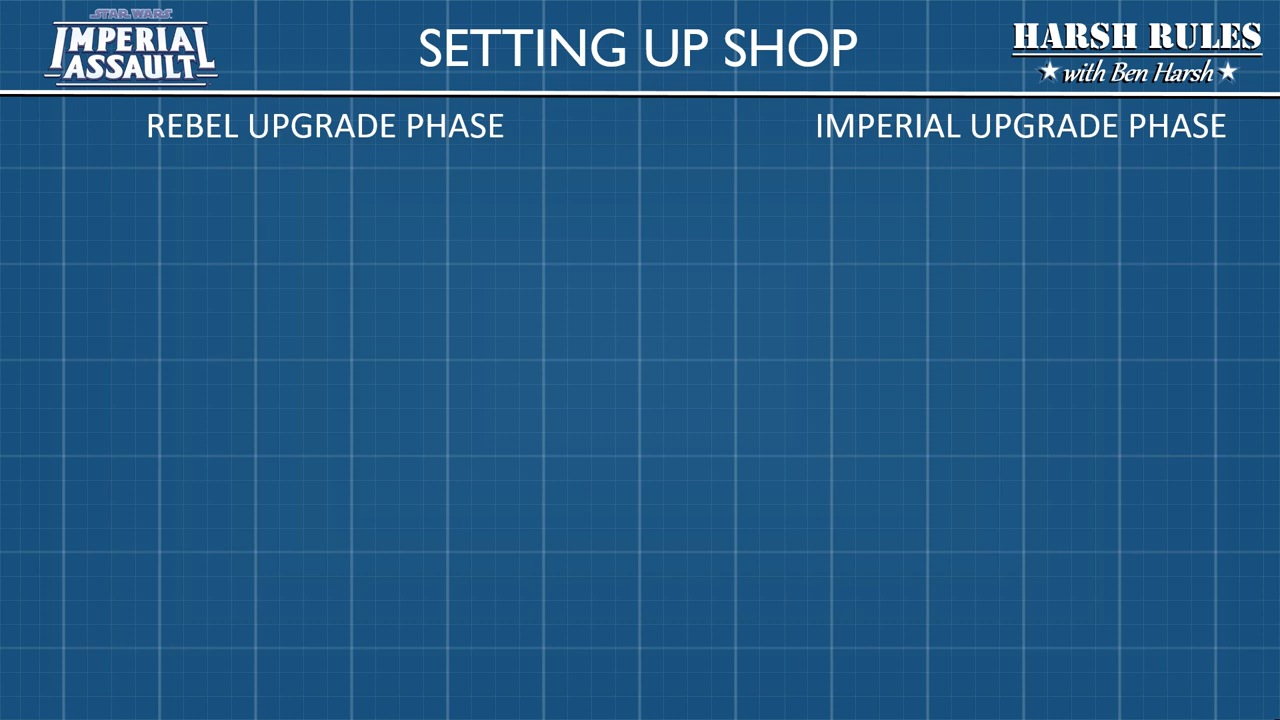 STAR WARS
IMPERIAL
ASSAULT
SETTING UP SHOP
HARSH RULES
with Ben Harsh
REBEL UPGRADE PHASE
IMPERIAL UPGRADE PHASE